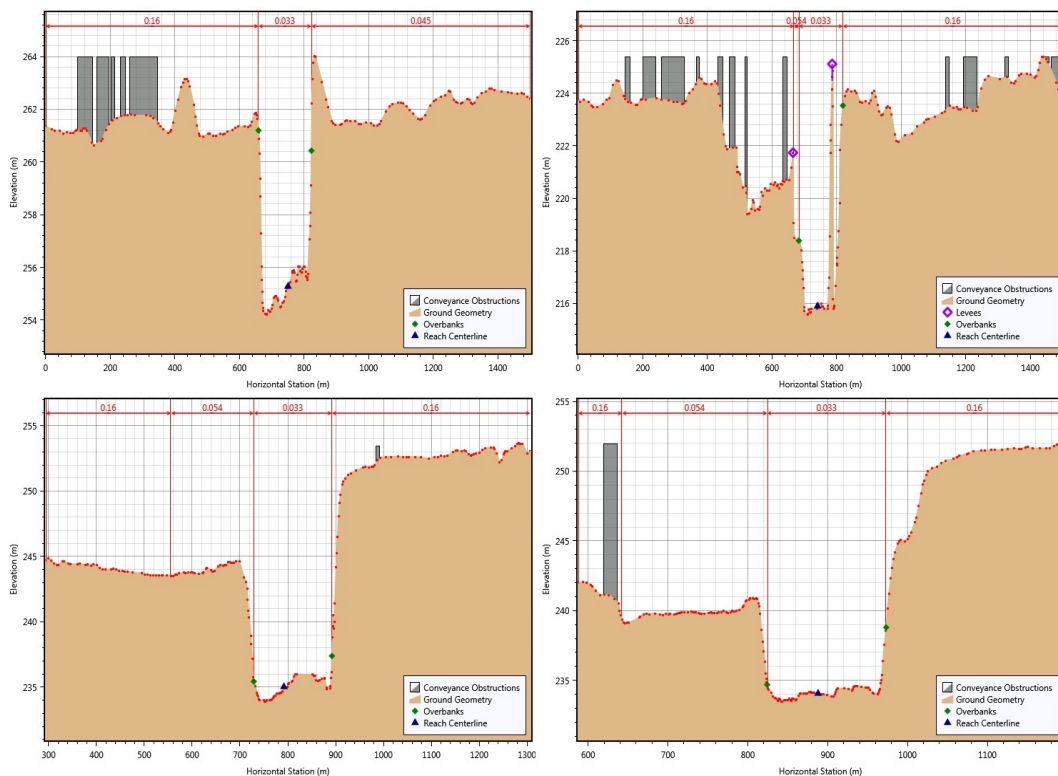 0.16 0.033 0.045
264
262
260
258
256
254
Elevation (m)
0 200 400 600 800 1000 1200 1400
Horizontal Station (m)
Conveyance Obstructions
Ground Geometry
Overbanks
Reach Centerline
0.16 0.054 0.033 0.16
226
224
222
220
218
216
Elevation (m)
0 200 400 600 800 1000 1200 1400
Horizontal Station (m)
Conveyance Obstructions
Ground Geometry
Levees
Overbanks
Reach Centerline
0.16 0.054 0.033 0.16
255
250
245
240
235
Elevation (m)
300 400 500 600 700 800 900 1000 1100 1200 1300
Horizontal Station (m)
Conveyance Obstructions
Ground Geometry
Overbanks
Reach Centerline
0.16 0.054 0.033 0.16
255
250
245
240
235
Elevation (m)
600 700 800 900 1000 1100
Horizontal Station (m)
Conveyance Obstructions
Ground Geometry
Overbanks
Reach Centerline